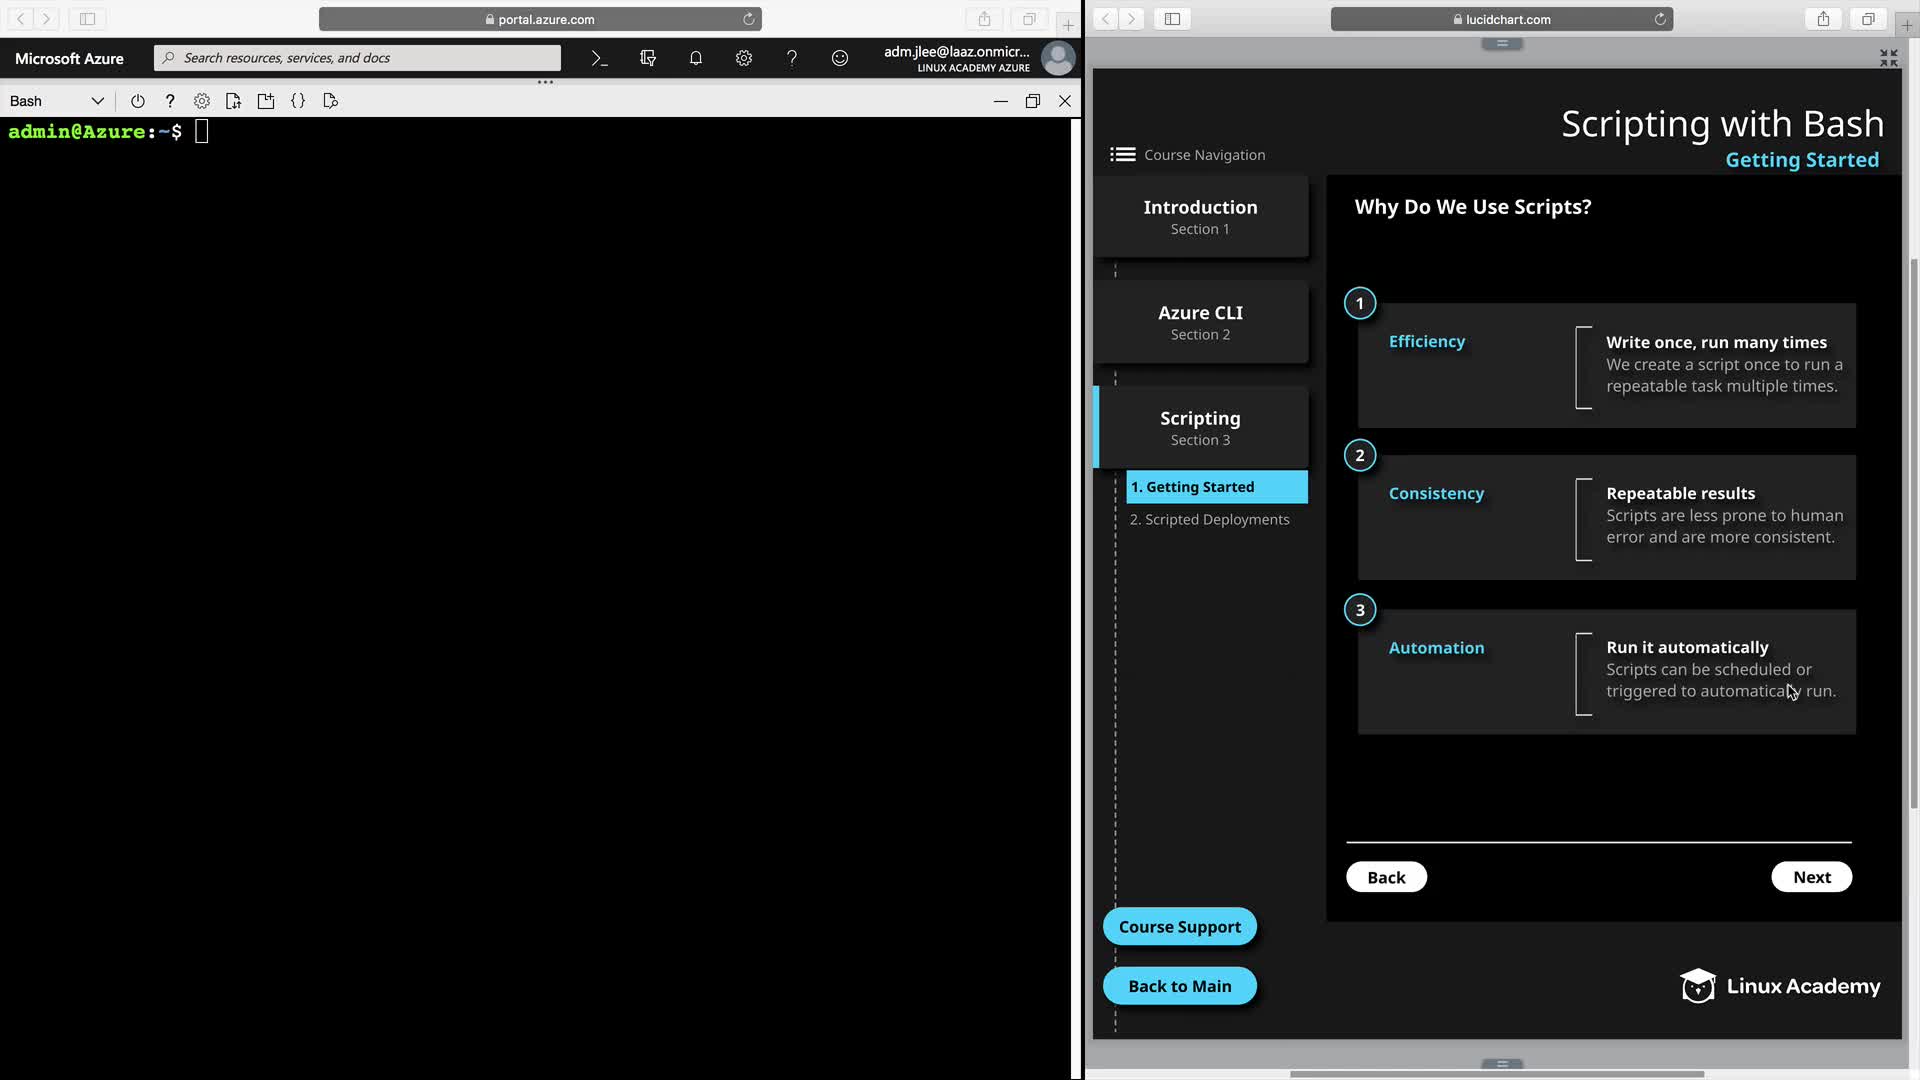 portal.azure.com
Microsoft Azure
Search resources, services, and docs
adm.jlee@laaz.onmicr...
LINUX ACADEMY AZURE
Bash
admin@Azure:~$
lucidchart.com
Scripting with Bash
Getting Started
Course Navigation
Introduction
Section 1
Azure CLI
Section 2
Scripting
Section 3
1. Getting Started
2. Scripted Deployments
Why Do We Use Scripts?
1
Efficiency
Write once, run many times
We create a script once to run a
repeatable task multiple times.
2
Consistency
Repeatable results
Scripts are less prone to human
error and are more consistent.
3
Automation
Run it automatically
Scripts can be scheduled or
triggered to automatically run.
Back
Next
Course Support
Back to Main
Linux Academy